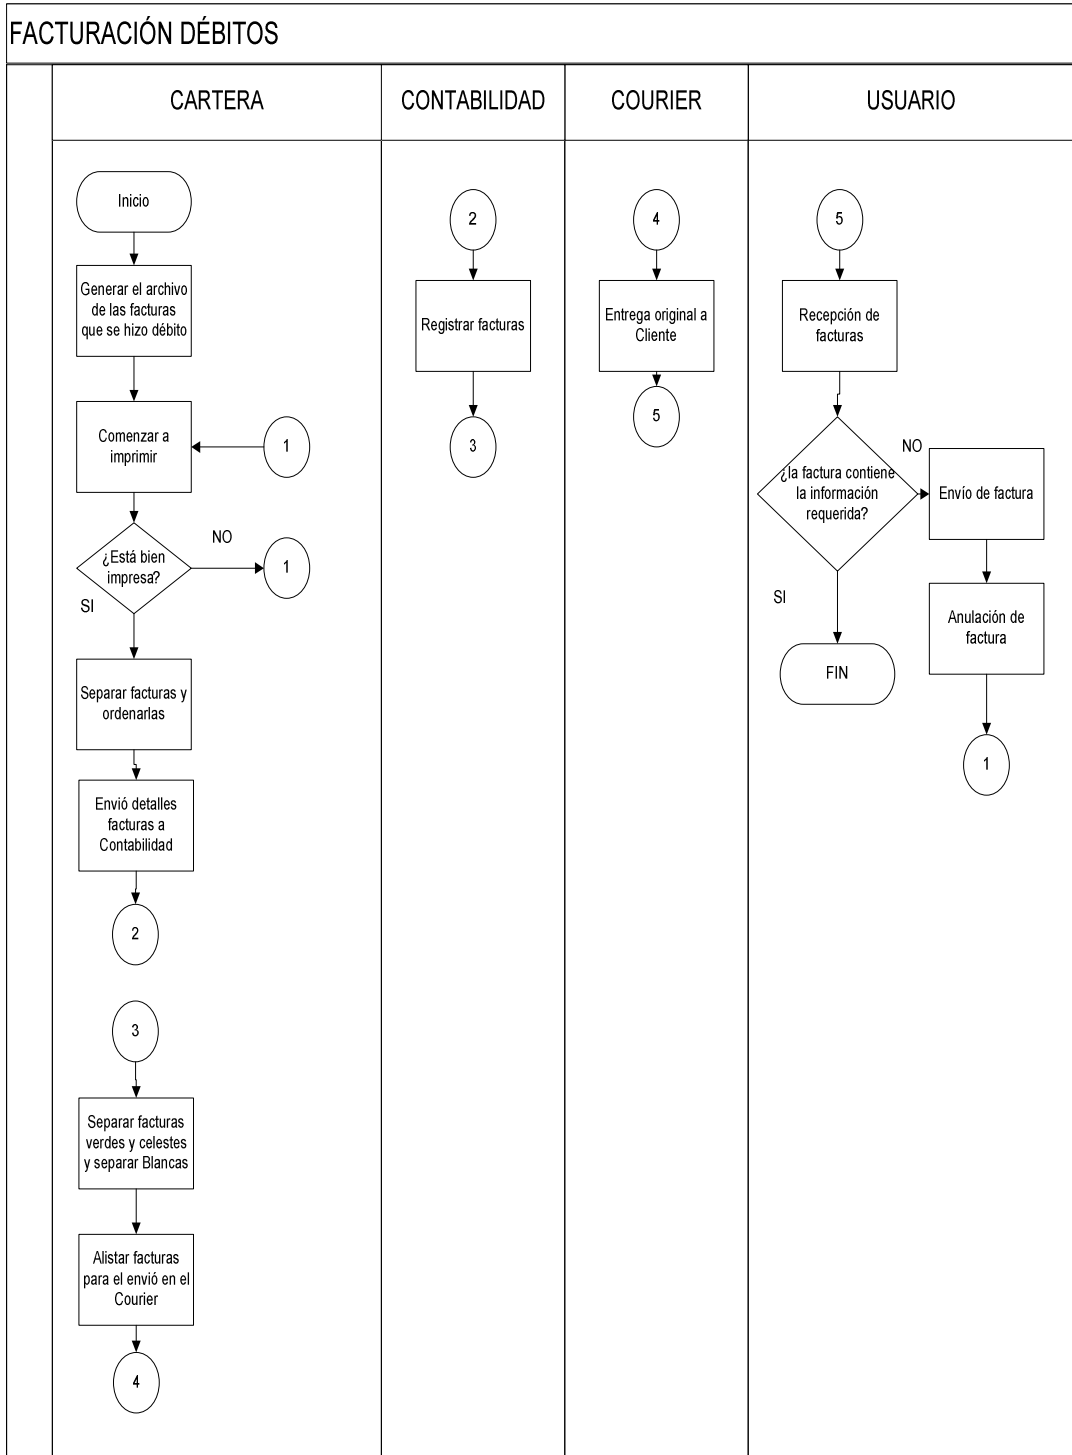 FACTURACIÓN DÉBITOS
CARTERA
CONTABILIDAD
COURIER
USUARIO
Inicio
Generar el archivo
de las facturas
que se hizo débito
Comenzar a
imprimir
1
¿Está bien
impresa?
NO
1
SI
Separar facturas y
ordenarlas
Envió detalles
facturas a
Contabilidad
2
3
Separar facturas
verdes y celestes
y separar Blancas
Alistar facturas
para el envió en el
Courier
4
2
Registrar facturas
3
4
Entrega original a
Cliente
5
5
Recepción de
facturas
¿la factura contiene
la información
requerida?
NO
Envío de factura
SI
Anulación de
factura
FIN
1